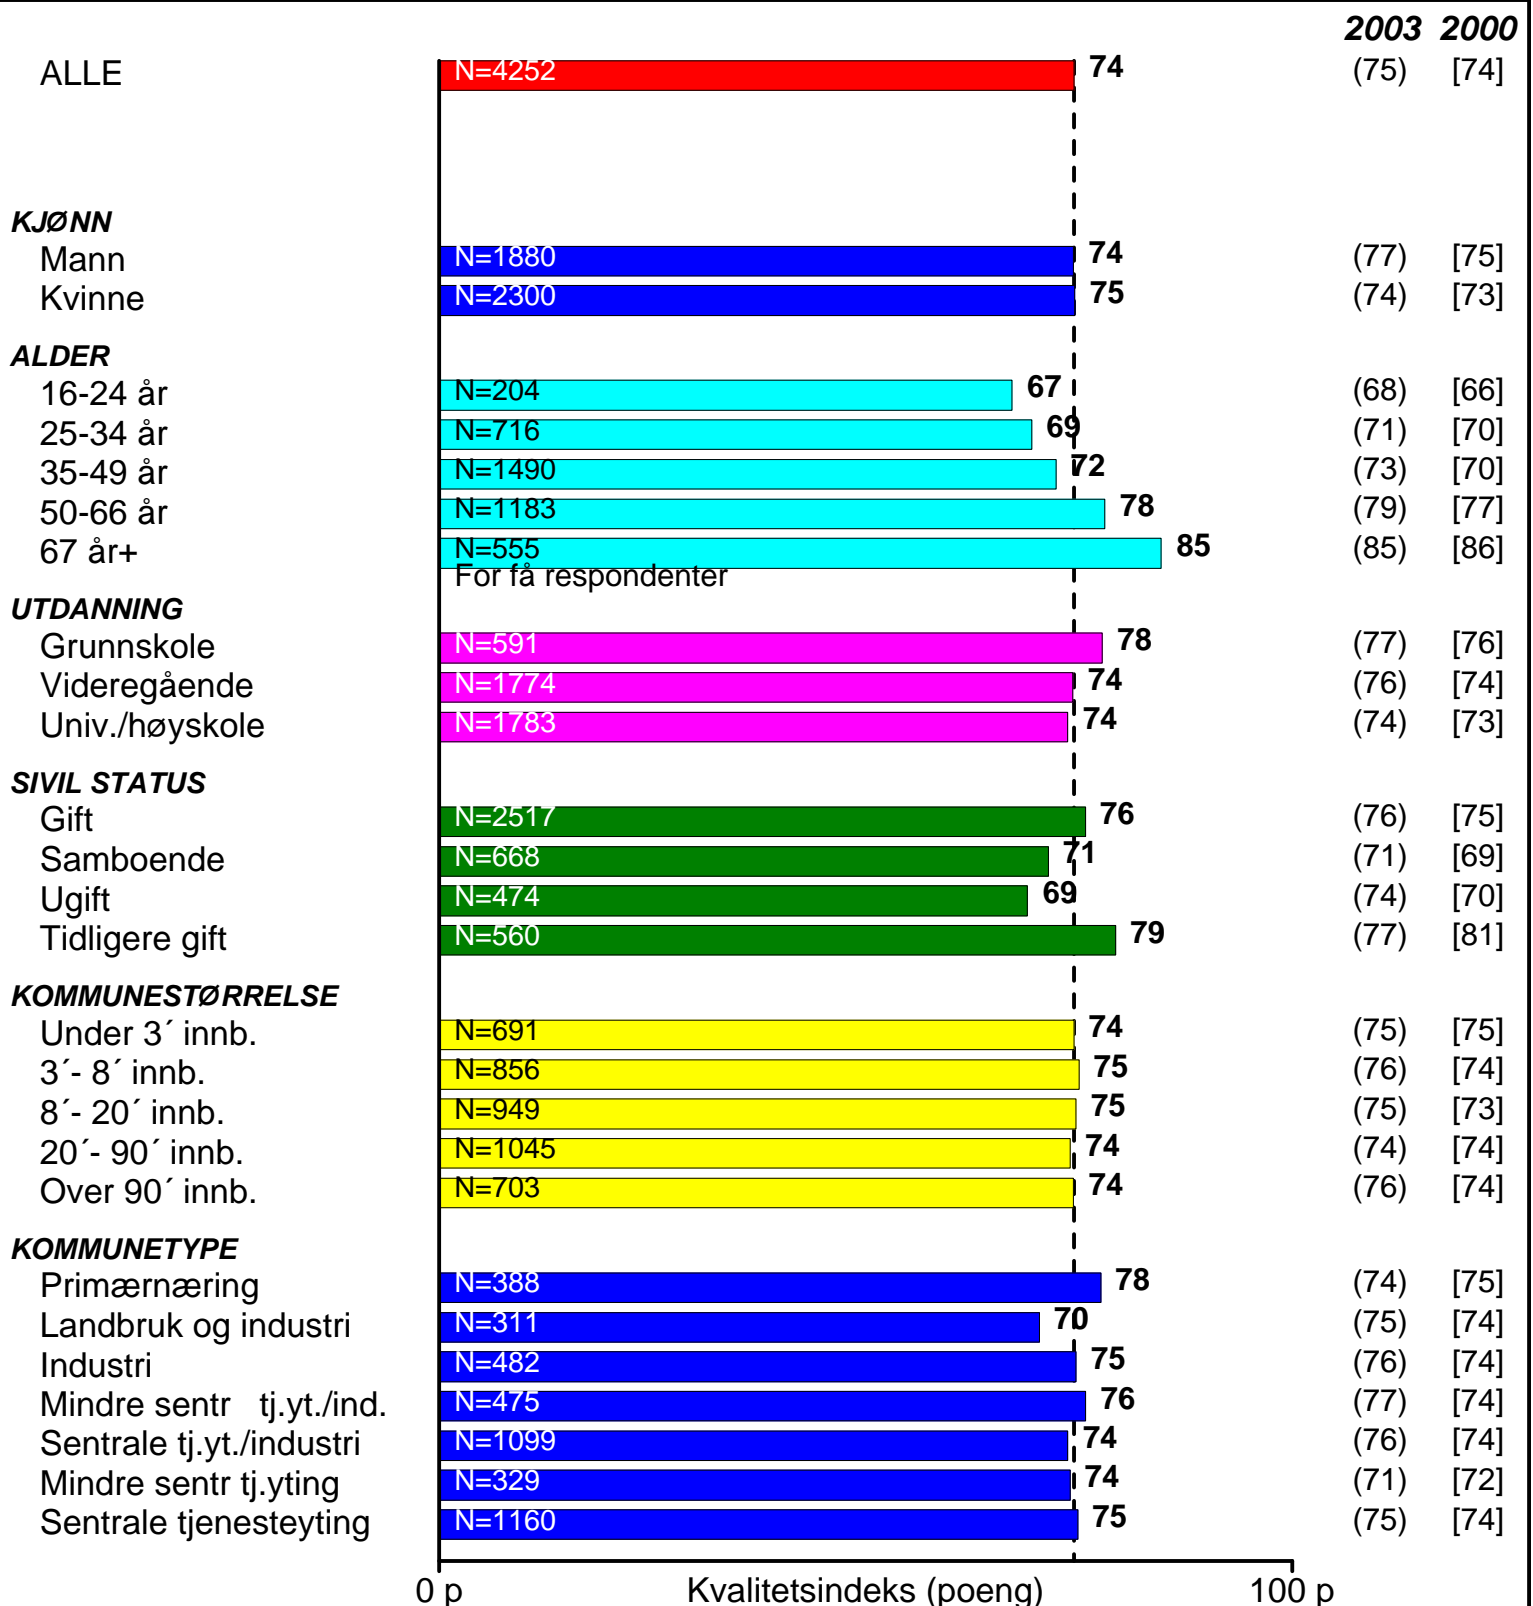 2003 2000
ALLE N=4252 74 (75) [74]
KJØNN
Mann N=1880 74 (77) [75]
Kvinne N=2300 75 (74) [73]
ALDER
16-24 år N=204 67 (68) [66]
25-34 år N=716 69 (71) [70]
35-49 år N=1490 72 (73) [70]
50-66 år N=1183 78 (79) [77]
67 år+ N=555 85 (85) [86]
For få respondenter
UTDANNING
Grunnskole N=591 78 (77) [76]
Videregående N=1774 74 (76) [74]
Univ./høyskole N=1783 74 (74) [73]
SIVIL STATUS
Gift N=2517 76 (76) [75]
Samboende N=668 71 (71) [69]
Ugift N=474 69 (74) [70]
Tidligere gift N=560 79 (77) [81]
KOMMUNESTØRRELSE
Under 3´ innb. N=691 74 (75) [75]
3´- 8´ innb. N=856 75 (76) [74]
8´- 20´ innb. N=949 75 (75) [73]
20´- 90´ innb. N=1045 74 (74) [74]
Over 90´ innb. N=703 74 (76) [74]
KOMMUNETYPE
Primærnæring N=388 78 (74) [75]
Landbruk og industri N=311 70 (75) [74]
Industri N=482 75 (76) [74]
Mindre sentr tj.yt./ind. N=475 76 (77) [74]
Sentrale tj.yt./industri N=1099 74 (76) [74]
Mindre sentr tj.yting N=329 74 (71) [72]
Sentrale tjenesteyting N=1160 75 (75) [74]
0 p Kvalitetsindeks (poeng) 100 p